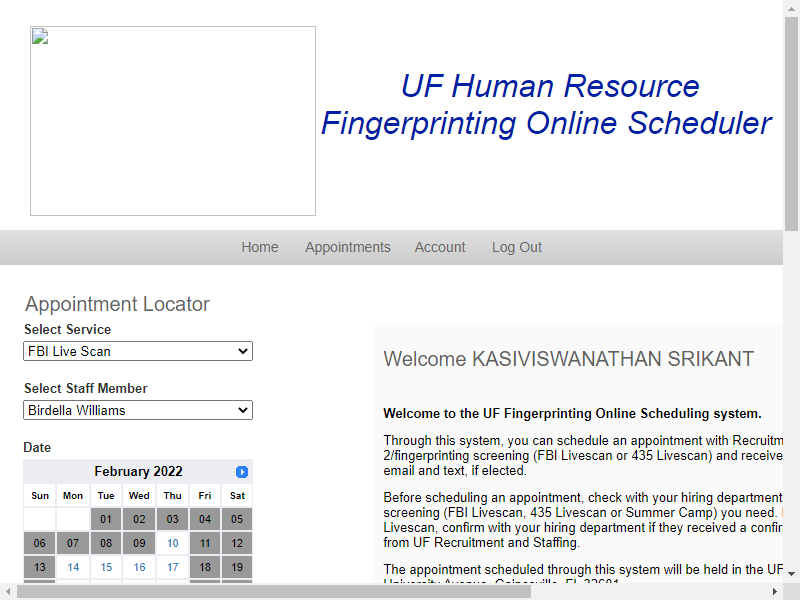 UF Human Resource
Fingerprinting Online Scheduler
Home Appointments Account Log Out
Appointment Locator
Select Service
FBI Live Scan
Select Staff Member
Birdella Williams
Date
February 2022
Sun Mon Tue Wed Thu Fri Sat
01 02 03 04 05
06 07 08 09 10 11 12
13 14 15 16 17 18 19
Welcome KASIVISWANATHAN SRIKANT
Welcome to the UF Fingerprinting Online Scheduling system.
Through this system, you can schedule an appointment with Recruitm
2/fingerprinting screening (FBI Livescan or 435 Livescan) and receive
email and text, if elected.
Before scheduling an appointment, check with your hiring department
screening (FBI Livescan, 435 Livescan or Summer Camp) you need.
Livescan, confirm with your hiring department if they received a confir
from UF Recruitment and Staffing.
The appointment scheduled through this system will be held in the UF
University Avenue, Gainesville, FL 32601